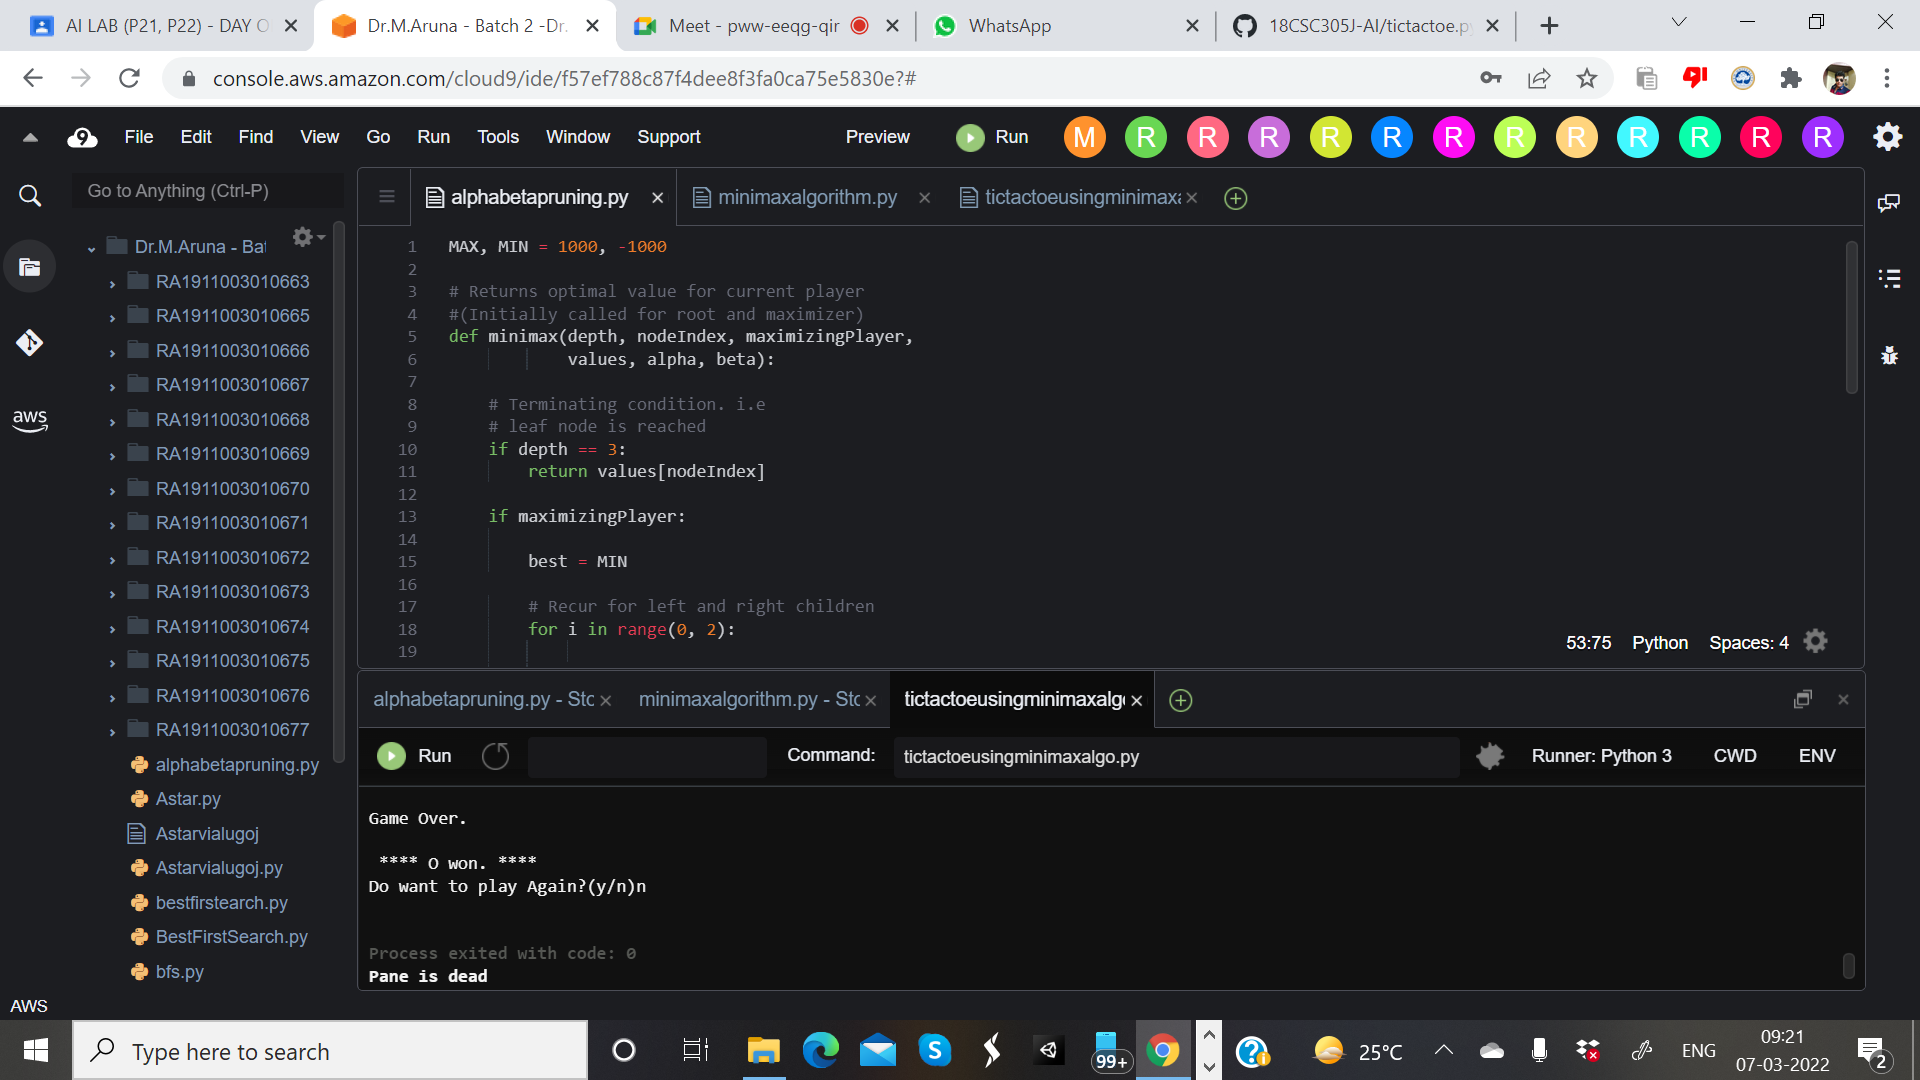 AI LAB (P21, P22) - DAY O
Dr.M.Aruna - Batch 2 -Dr.
Meet - pww-eeqg-qir
WhatsApp
18CSC305J-AI/tictactoe.py
console.aws.amazon.com/cloud9/ide/f57ef788c87f4dee8f3fa0ca75e5830e?#
9 File Edit Find View Go Run Tools Window Support Preview Run M R R R R R R R R R R R R
Go to Anything (Ctrl-P)
alphabetapruning.py
minimaxalgorithm.py
tictactoeusingminimaxa
Dr.M.Aruna - Bat
RA1911003010663
RA1911003010665
RA1911003010666
RA1911003010667
RA1911003010668
RA1911003010669
RA1911003010670
RA1911003010671
RA1911003010672
RA1911003010673
RA1911003010674
RA1911003010675
RA1911003010676
RA1911003010677
alphabetapruning.py
Astar.py
Astarvialugoj
Astarvialugoj.py
bestfirstearch.py
BestFirstSearch.py
bfs.py
aws
AWS
1 MAX, MIN = 1000, -1000
2
3 # Returns optimal value for current player
4 #(Initially called for root and maximizer)
5 def minimax(depth, nodeIndex, maximizingPlayer,
6 values, alpha, beta):
7
8 # Terminating condition. i.e
9 # leaf node is reached
10 if depth == 3:
11 return values[nodeIndex]
12
13 if maximizingPlayer:
14
15 best = MIN
16
17 # Recur for left and right children
18 for i in range(0, 2):
19
53:75 Python Spaces: 4
alphabetapruning.py - Stc
minimaxalgorithm.py - Stc
tictactoeusingminimaxalgo
Run Command: tictactoeusingminimaxalgo.py Runner: Python 3 CWD ENV
Game Over.
**** O won. ****
Do want to play Again?(y/n)n
Process exited with code: 0
Pane is dead
Type here to search
99+
25°C
ENG
09:21
07-03-2022
2